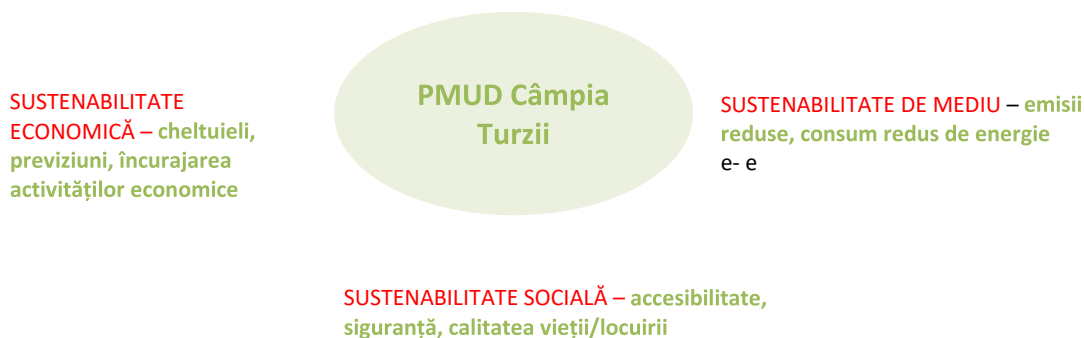 PMUD Câmpia
Turzii
SUSTENABILITATE
ECONOMICĂ – cheltuieli,
previziuni, încurajarea
activităților economice
SUSTENABILITATE DE MEDIU – emisii
reduse, consum redus de energie
e- e
SUSTENABILITATE SOCIALĂ – accesibilitate,
siguranță, calitatea vieții/locuirii